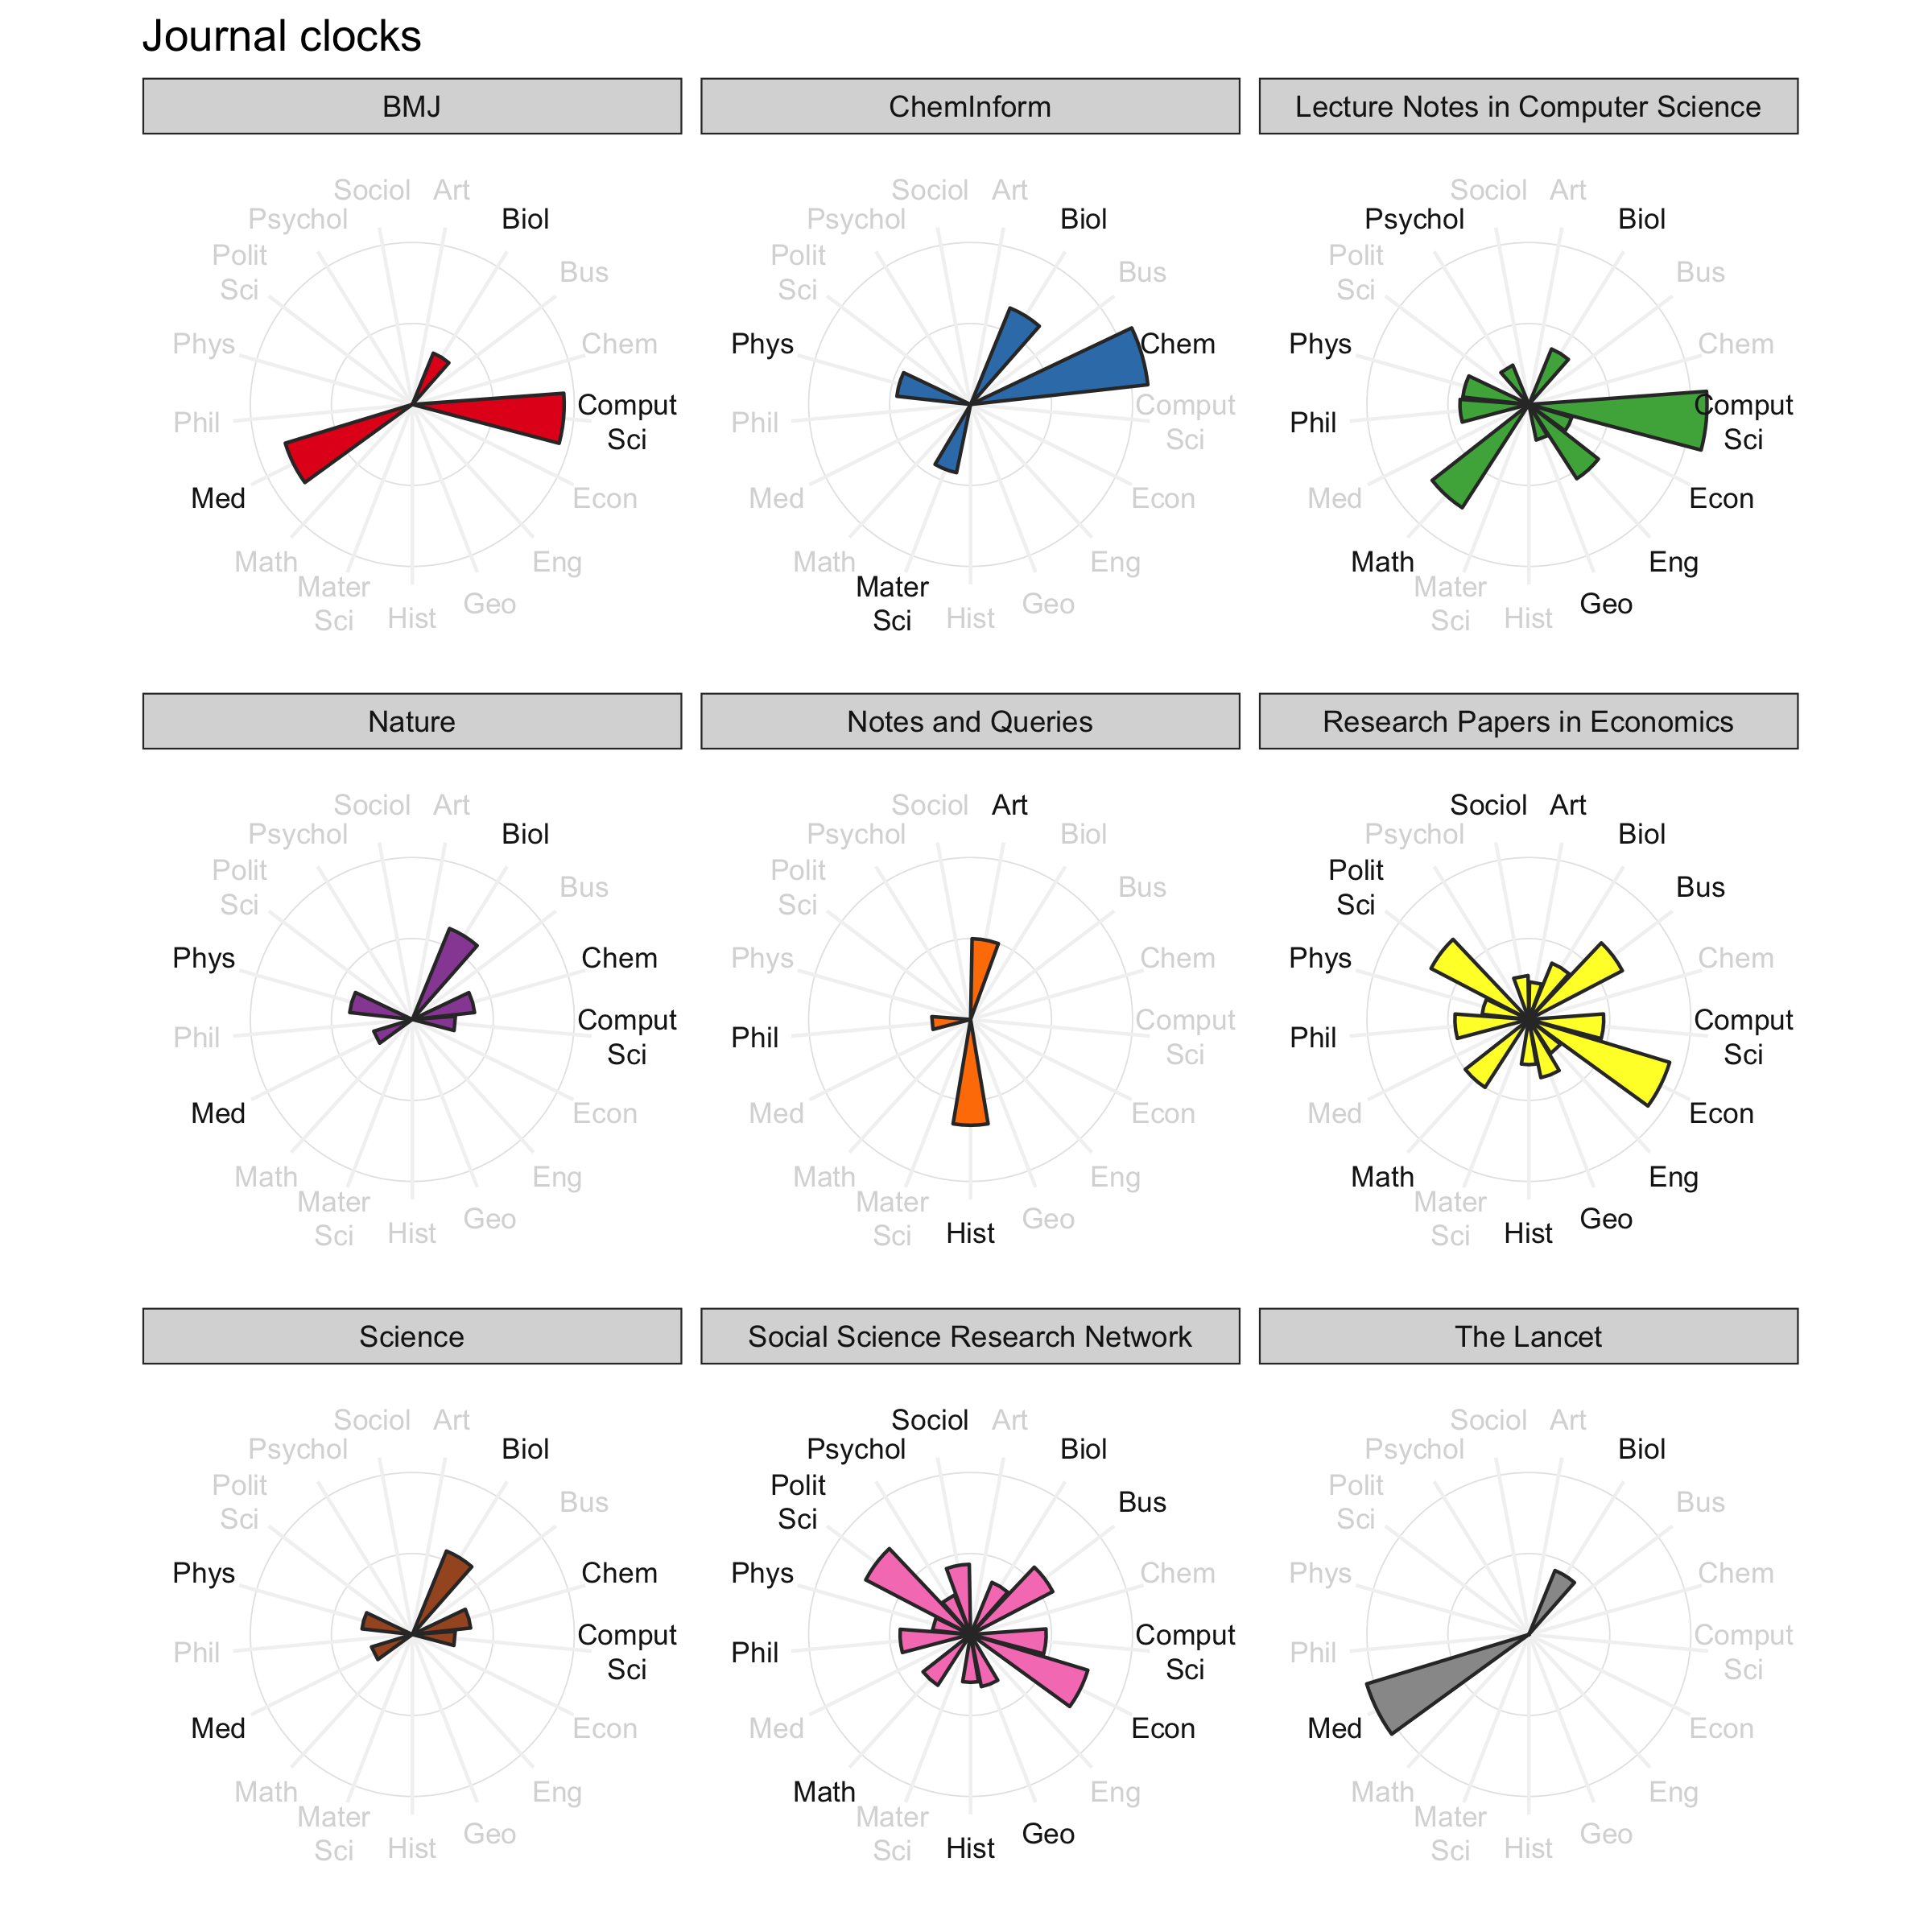 Journal clocks
BMJ
ChemInform
Lecture Notes in Computer Science
Sociol Art
Psychol
Biol
Polit
Sci
Bus
Phys
Chem
Phil
Comput
Sci
Med
Econ
Math
Eng
Mater
Sci
Geo
Hist
Sociol Art
Psychol
Biol
Polit
Sci
Bus
Phys
Chem
Phil
Comput
Sci
Med
Econ
Math
Eng
Mater
Sci
Geo
Hist
Sociol Art
Psychol
Biol
Polit
Sci
Bus
Phys
Chem
Phil
Comput
Sci
Med
Econ
Math
Eng
Mater
Sci
Geo
Hist
Nature
Notes and Queries
Research Papers in Economics
Sociol Art
Psychol
Biol
Polit
Sci
Bus
Phys
Chem
Phil
Comput
Sci
Med
Econ
Math
Eng
Mater
Sci
Geo
Hist
Sociol Art
Psychol
Biol
Polit
Sci
Bus
Phys
Chem
Phil
Comput
Sci
Med
Econ
Math
Eng
Mater
Sci
Geo
Hist
Sociol Art
Psychol
Biol
Polit
Sci
Bus
Phys
Chem
Phil
Comput
Sci
Med
Econ
Math
Eng
Mater
Sci
Geo
Hist
Science
Social Science Research Network
The Lancet
Sociol Art
Psychol
Biol
Polit
Sci
Bus
Phys
Chem
Phil
Comput
Sci
Med
Econ
Math
Eng
Mater
Sci
Geo
Hist
Sociol Art
Psychol
Biol
Polit
Sci
Bus
Phys
Chem
Phil
Comput
Sci
Med
Econ
Math
Eng
Mater
Sci
Geo
Hist
Sociol Art
Psychol
Biol
Polit
Sci
Bus
Phys
Chem
Phil
Comput
Sci
Med
Econ
Math
Eng
Mater
Sci
Geo
Hist